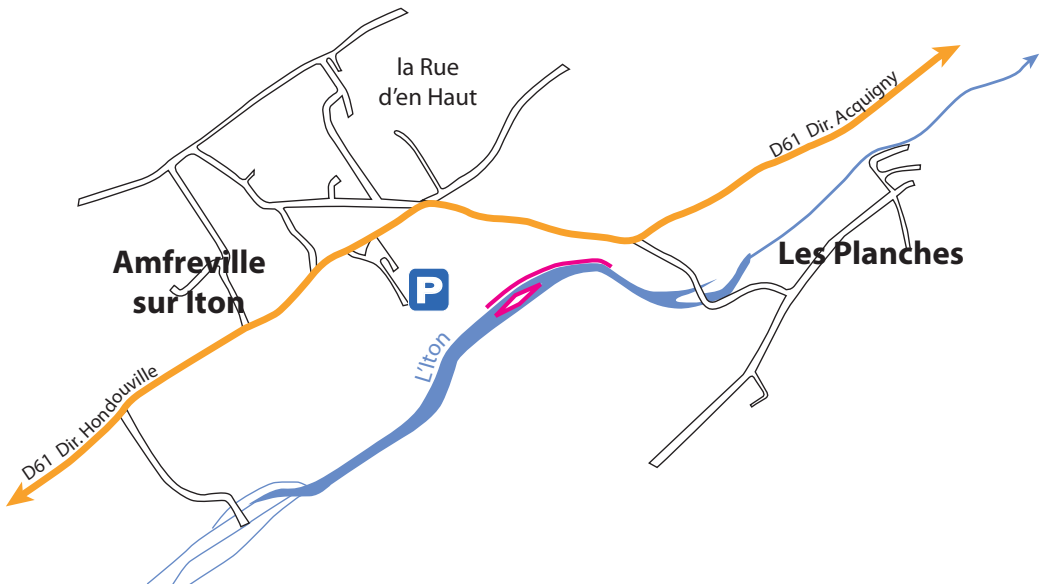 la Rue
d'en Haut
D61 Dir. Acquigny
Amfreville
sur Iton
Les Planches
P
L'Iton
D61 Dir. Hondouville